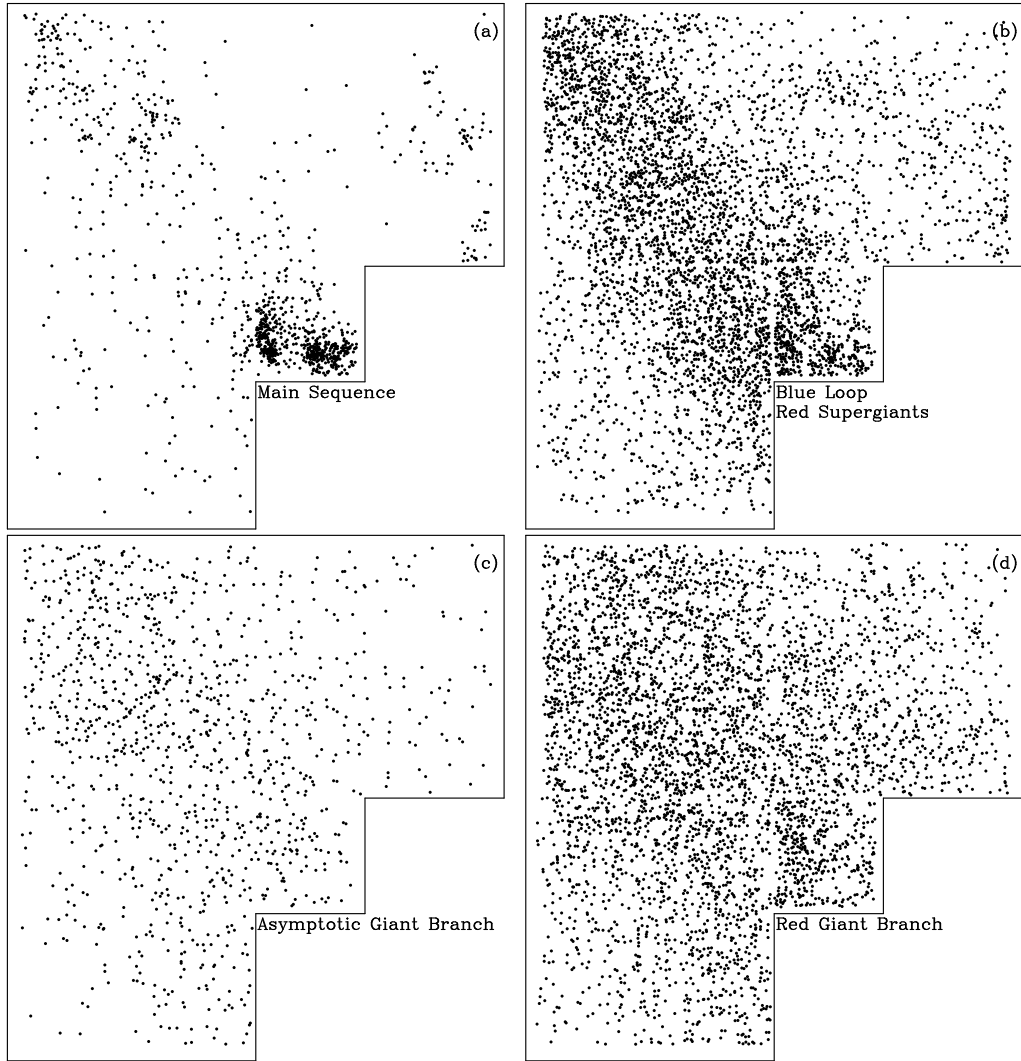 (a)
Main Sequence
(b)
Blue Loop
Red Supergiants
(c)
Asymptotic Giant Branch
(d)
Red Giant Branch